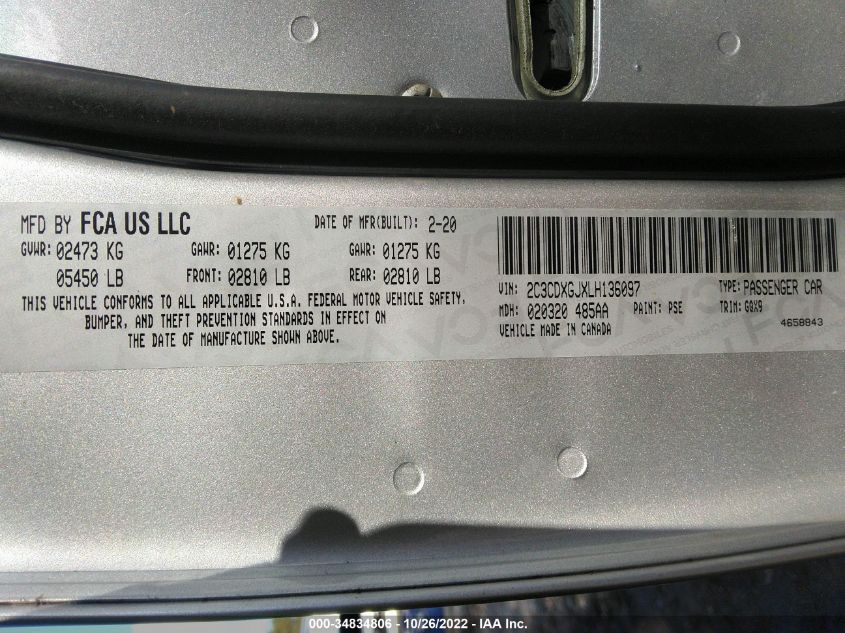 MFD BY FCA US LLC DATE OF MFR(BUILT): 2-20
GVWR: 02473 KG GAWR: 01275 KG GAWR: 01275 KG
05450 LB FRONT: 02810 LB REAR: 02810 LB
THIS VEHICLE CONFORMS TO ALL APPLICABLE U.S.A. FEDERAL MOTOR VEHICLE SAFETY,
BUMPER, AND THEFT PREVENTION STANDARDS IN EFFECT ON
THE DATE OF MANUFACTURE SHOWN ABOVE.
VIN: 2C3CDXGJXLH136097 TYPE: PASSENGER CAR
MDH: 020320 485AA PAINT: PSE TRIM: GQX9
VEHICLE MADE IN CANADA 4658843
FCA
© 34834806 - 10/26/2022 - IAA Inc.